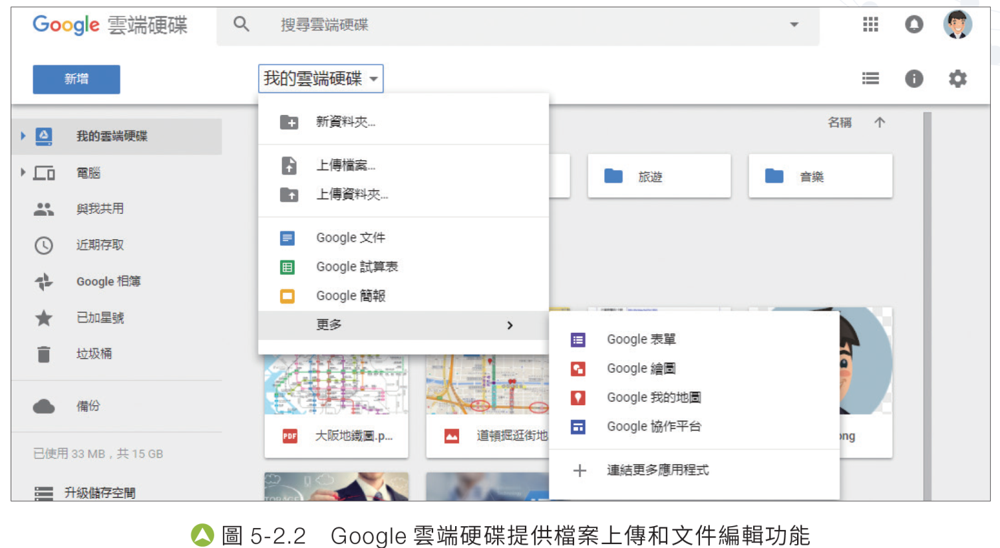 Google 雲端硬碟
搜尋雲端硬碟
新增
我的雲端硬碟
新資料夾...
上傳檔案...
上傳資料夾...
Google 文件
Google 試算表
Google 簡報
更多
Google 表單
Google 繪圖
Google 我的地圖
Google 協作平台
連結更多應用程式
我的雲端硬碟
電腦
與我共用
近期存取
Google 相簿
已加星號
垃圾桶
備份
已使用 33 MB，共 15 GB
升級儲存空間
名稱
旅遊
音樂
PDF
大阪地鐵圖.p...
道頓掘逛街地
png
STORAGE
圖 5-2.2 Google 雲端硬碟提供檔案上傳和文件編輯功能